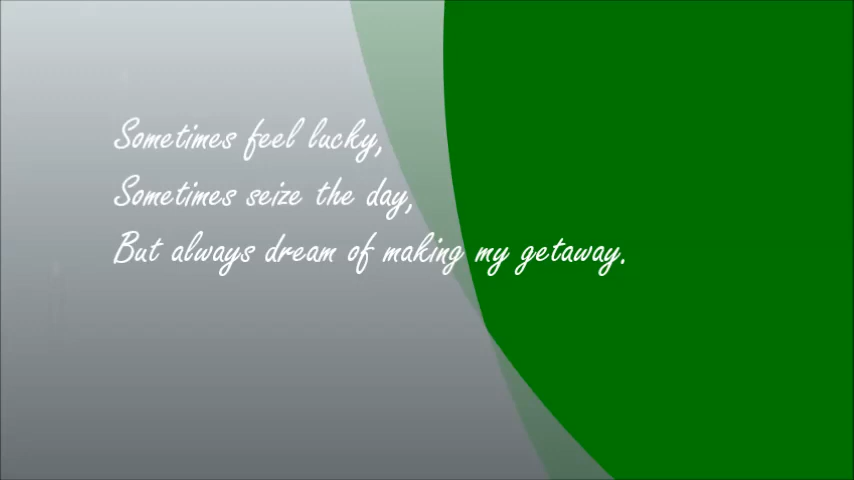 Sometimes feel lucky,
Sometimes seize the day,
But always dream of making my getaway.